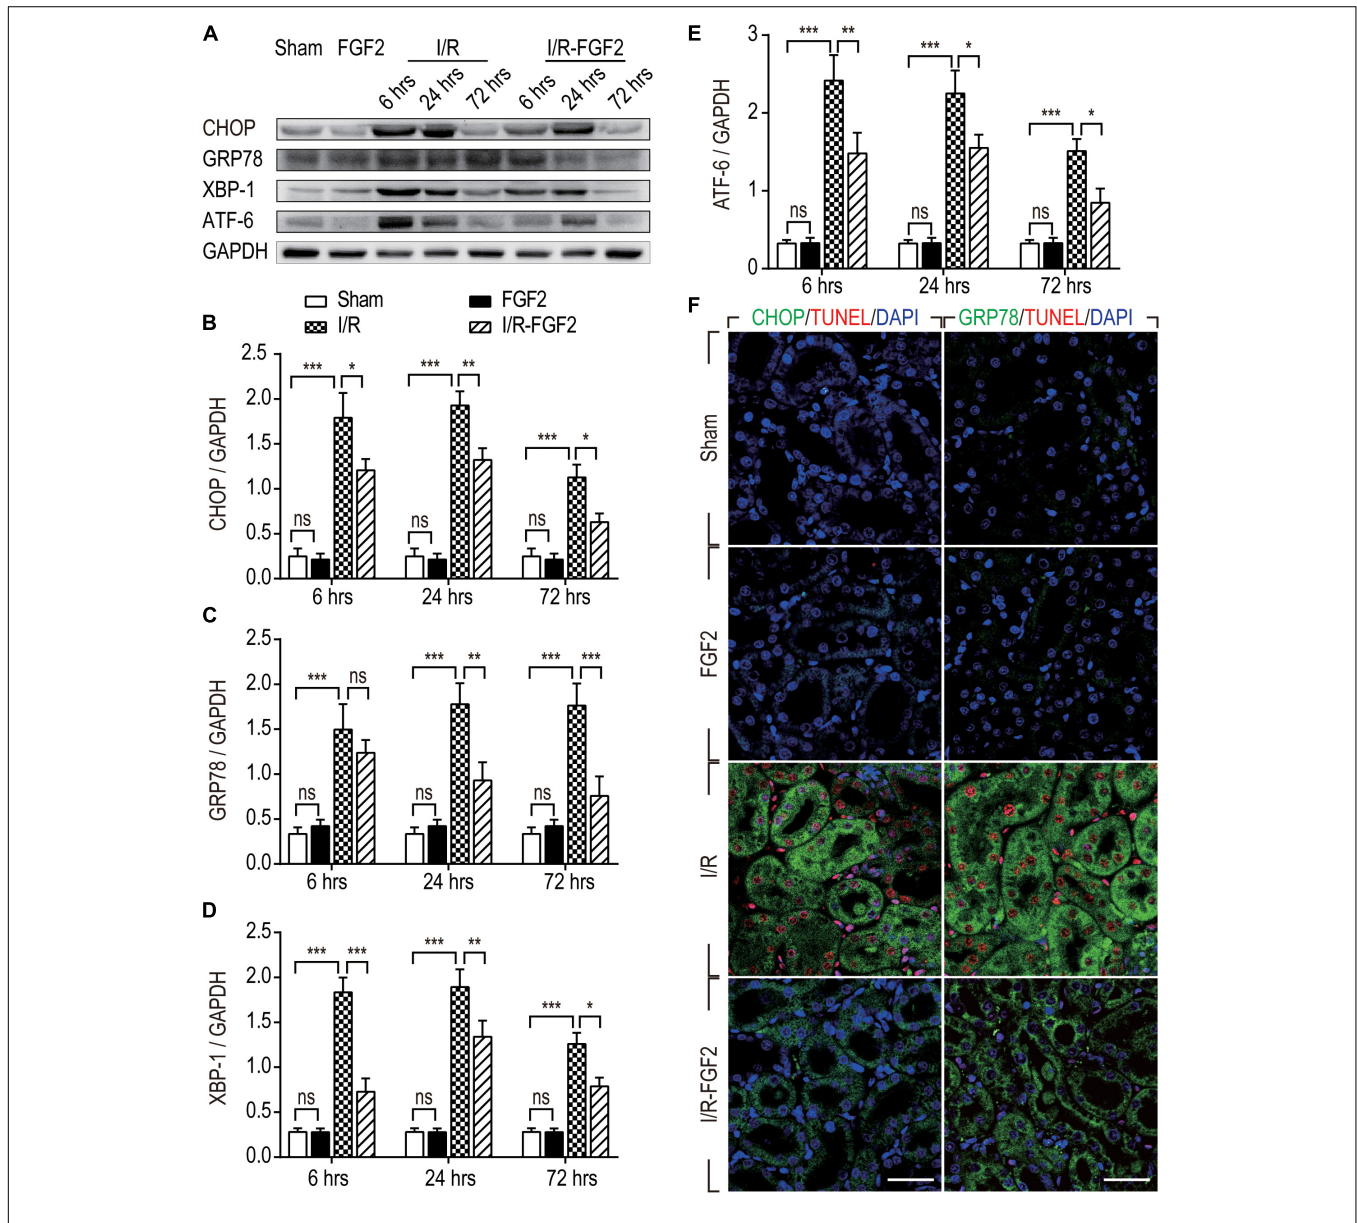 A
Sham FGF2 I/R I/R-FGF2
6 hrs 24 hrs 72 hrs 6 hrs 24 hrs 72 hrs
CHOP
GRP78
XBP-1
ATF-6
GAPDH
Sham FGF2
I/R I/R-FGF2
B
CHOP / GAPDH
2.5
2.0
1.5
1.0
0.5
0.0
*** * *** ** *** *
ns ns ns
6 hrs 24 hrs 72 hrs
C
GRP78 / GAPDH
2.5
2.0
1.5
1.0
0.5
0.0
*** ns *** ** *** ***
ns ns ns
6 hrs 24 hrs 72 hrs
D
XBP-1 / GAPDH
2.5
2.0
1.5
1.0
0.5
0.0
*** *** *** ** *** *
ns ns ns
6 hrs 24 hrs 72 hrs
E
ATF-6 / GAPDH
3
2
1
0
*** ** *** * *** *
ns ns ns
6 hrs 24 hrs 72 hrs
F
CHOP/TUNEL/DAPI GRP78/TUNEL/DAPI
Sham
FGF2
I/R
I/R-FGF2